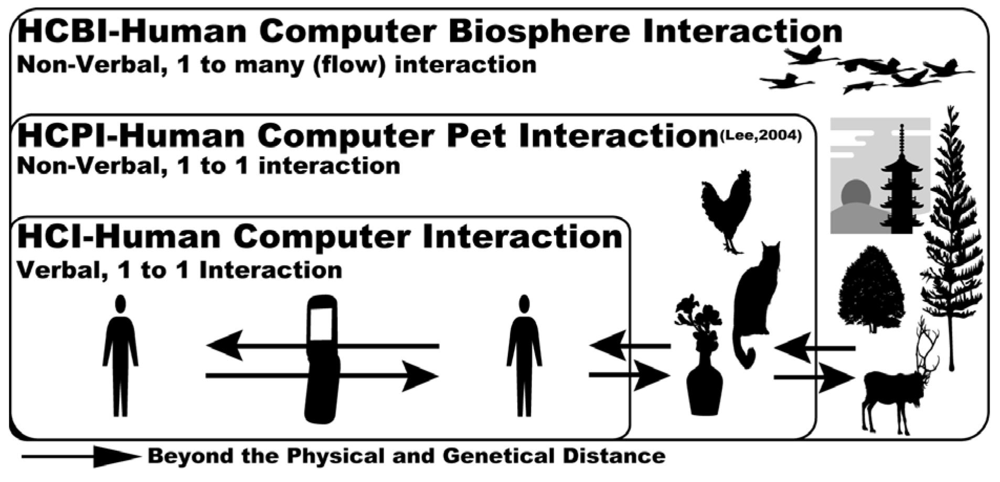 HCBI-Human Computer Biosphere Interaction
Non-Verbal, 1 to many (flow) interaction
HCPI-Human Computer Pet Interaction(Lee,2004)
Non-Verbal, 1 to 1 interaction
HCI-Human Computer Interaction
Verbal, 1 to 1 Interaction
Beyond the Physical and Genetical Distance